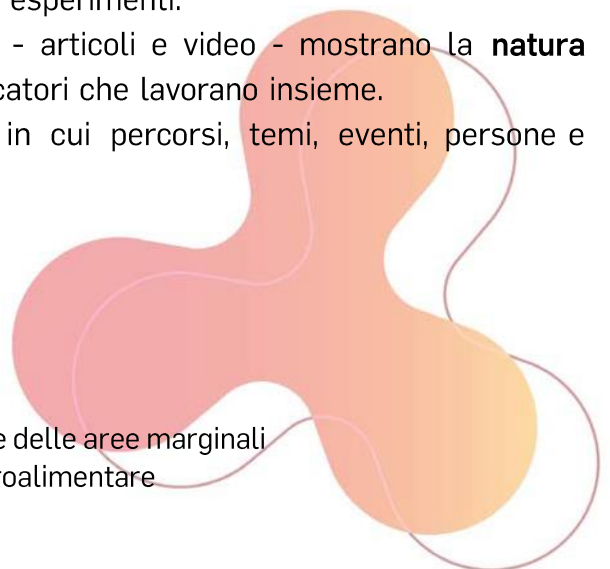 esperimenti.
- articoli e video - mostrano la natura
catori che lavorano insieme.
in cui percorsi, temi, eventi, persone e
e delle aree marginali
roalimentare